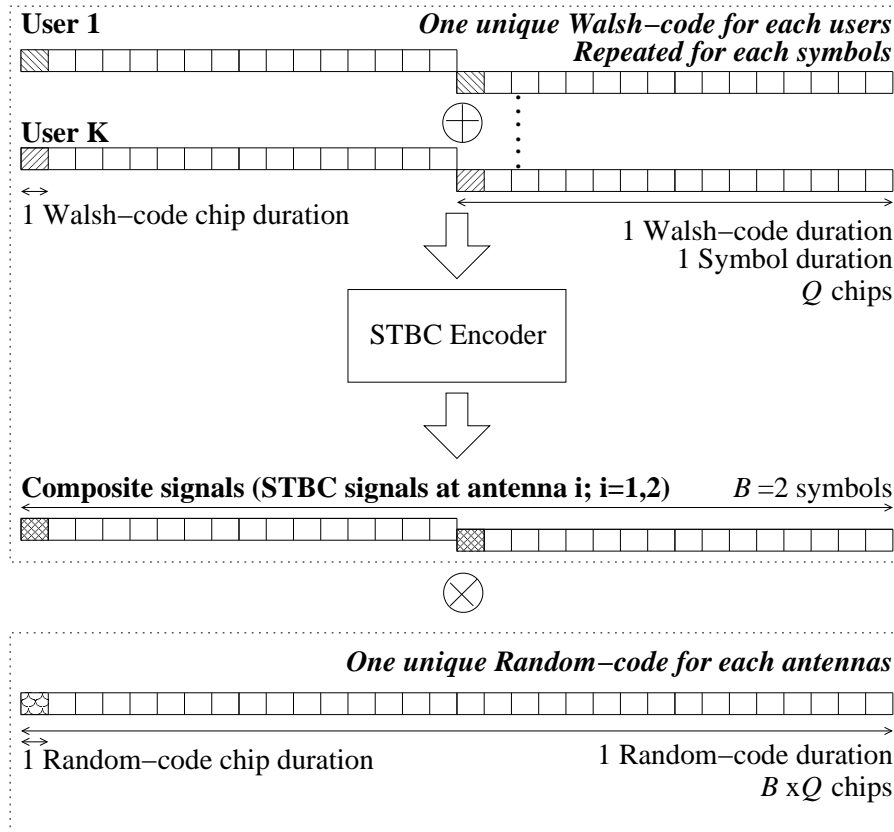 User 1
One unique Walsh−code for each users
Repeated for each symbols
User K
1 Walsh−code chip duration
1 Walsh−code duration
1 Symbol duration
Q chips
STBC Encoder
Composite signals (STBC signals at antenna i; i=1,2)
B =2 symbols
One unique Random−code for each antennas
1 Random−code chip duration
1 Random−code duration
B xQ chips